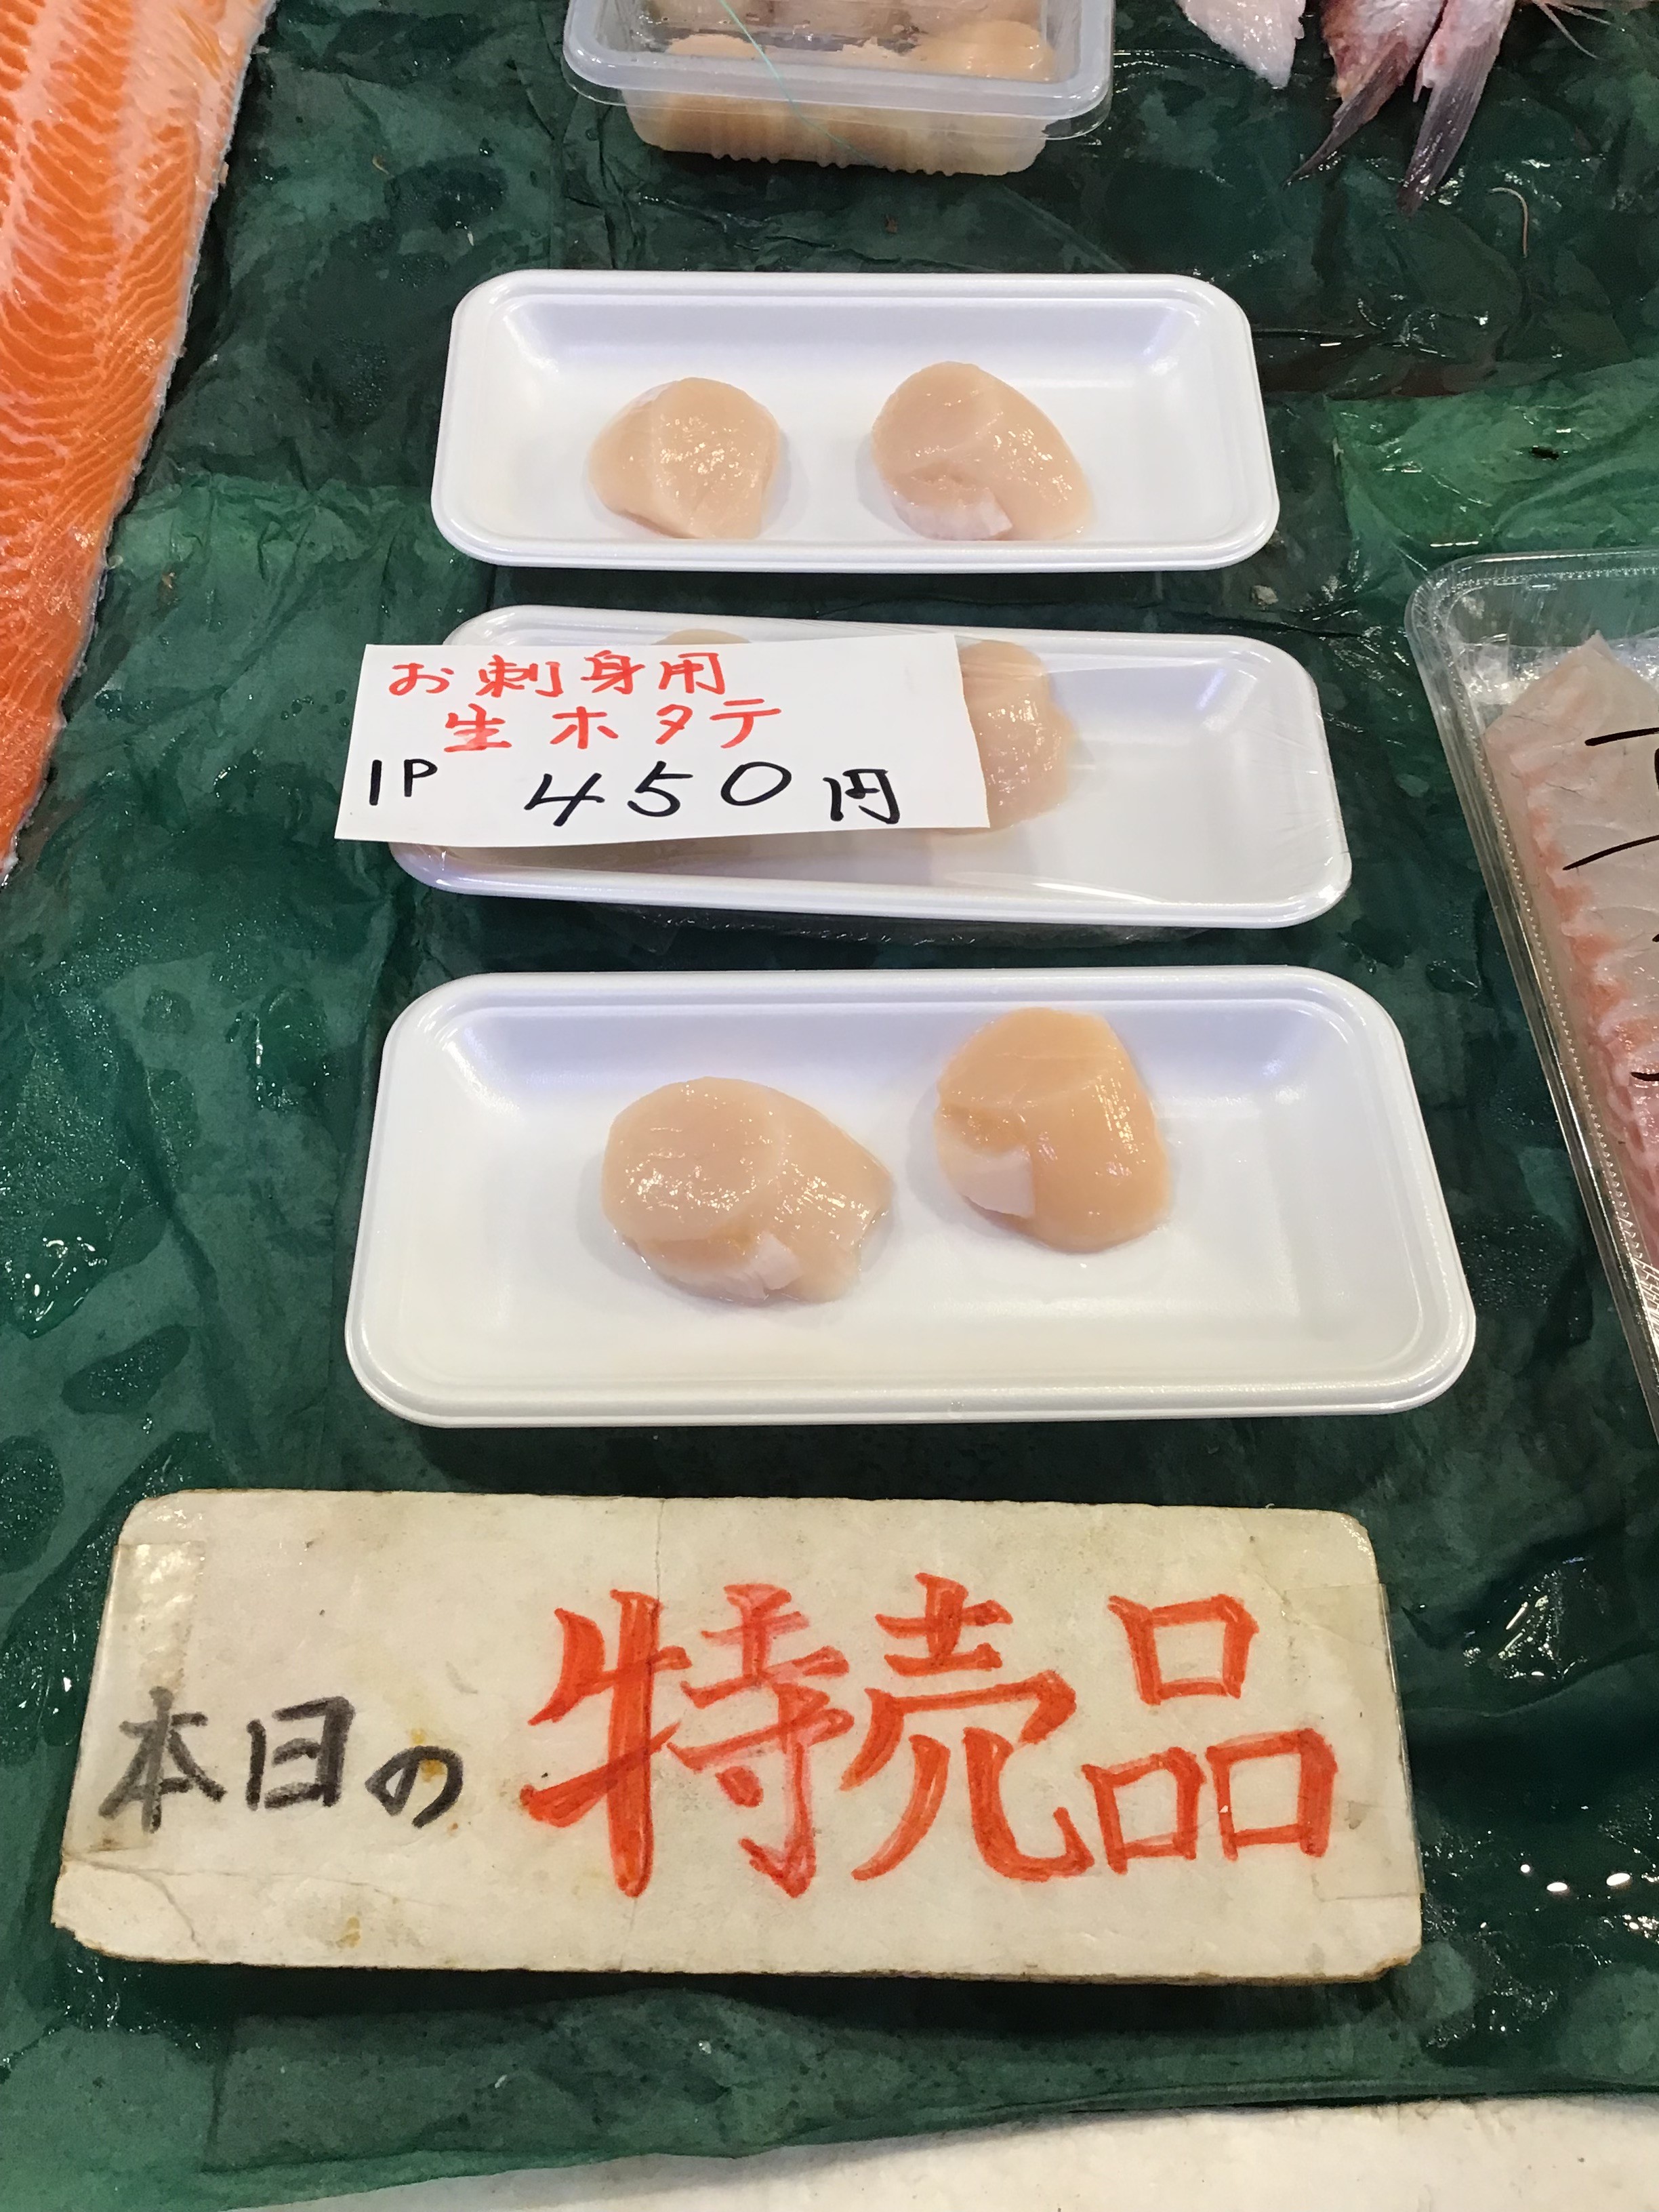 お刺身用
生ホタテ
1P 450円
本日の特売品